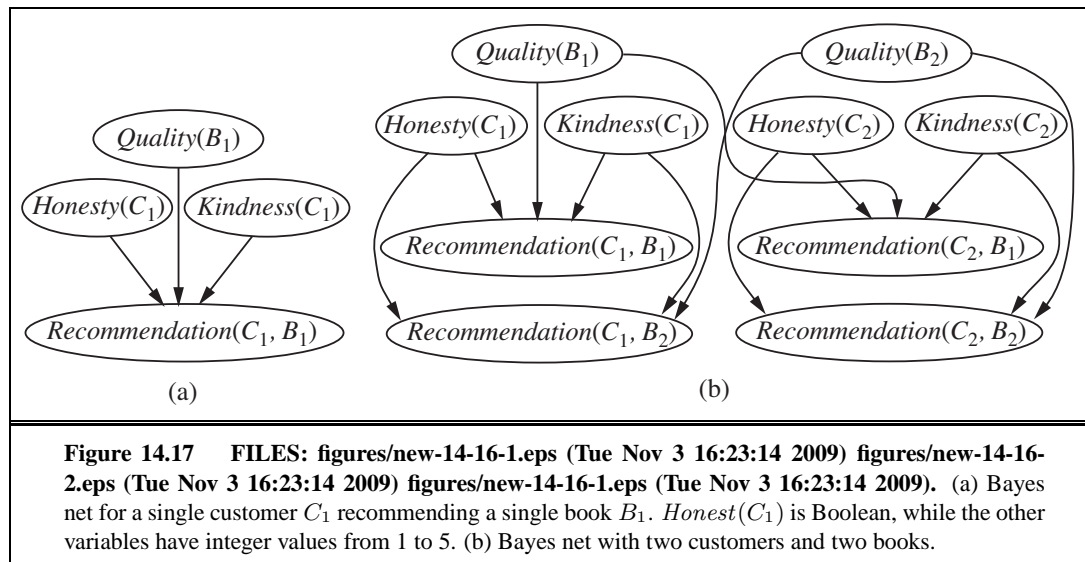 Quality(B1)
Honesty(C1)
Kindness(C1)
Recommendation(C1, B1)
(a)
Quality(B1)
Quality(B2)
Honesty(C1)
Kindness(C1)
Honesty(C2)
Kindness(C2)
Recommendation(C1, B1)
Recommendation(C2, B1)
Recommendation(C1, B2)
Recommendation(C2, B2)
(b)
Figure 14.17 FILES: figures/new-14-16-1.eps (Tue Nov 3 16:23:14 2009) figures/new-14-16-
2.eps (Tue Nov 3 16:23:14 2009) figures/new-14-16-1.eps (Tue Nov 3 16:23:14 2009). (a) Bayes
net for a single customer C1 recommending a single book B1. Honest(C1) is Boolean, while the other
variables have integer values from 1 to 5. (b) Bayes net with two customers and two books.